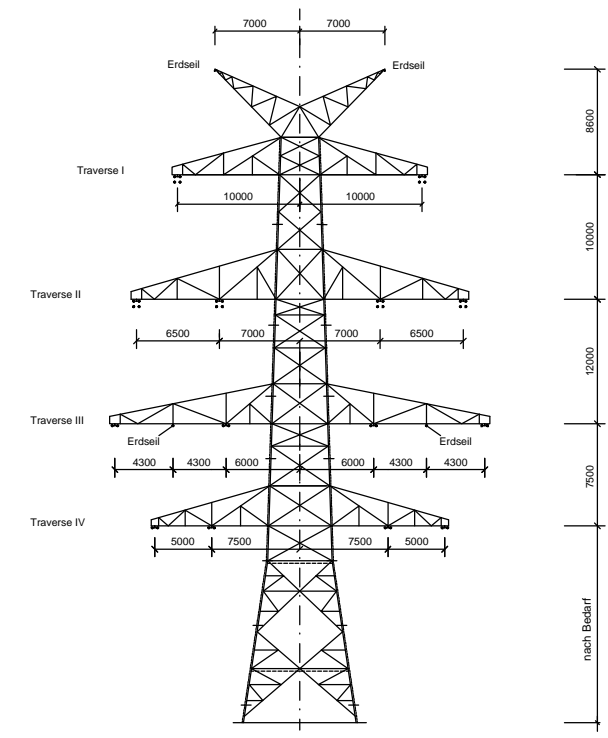 7000 7000
Erdseil Erdseil
8600
Traverse I
10000 10000
10000
Traverse II
6500 7000 7000 6500
12000
Traverse III
Erdseil Erdseil
4300 4300 6000 6000 4300 4300
7500
Traverse IV
5000 7500 7500 5000
nach Bedarf